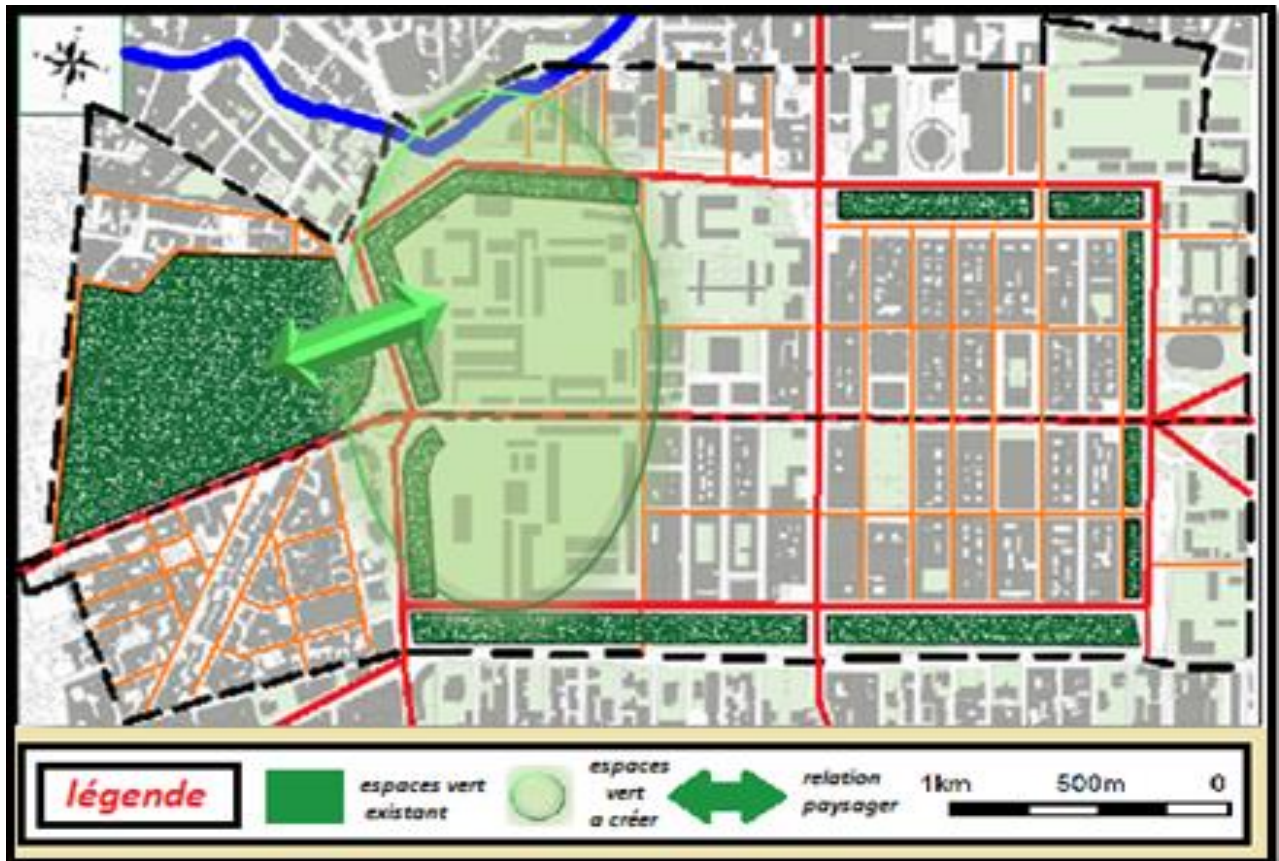 légende
espaces vert
existant
espaces
vert
a créer
relation
paysager
1km 500m 0